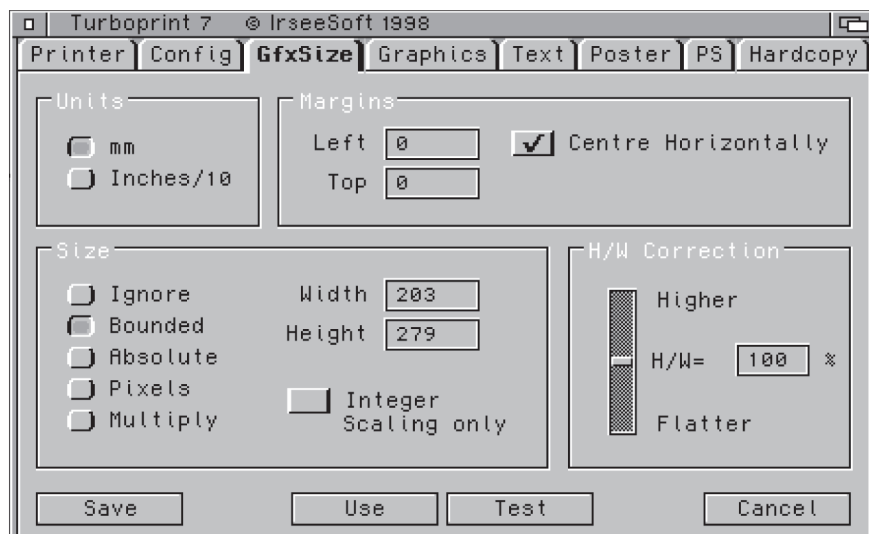 Turboprint 7 © IrseeSoft 1998
Printer Config GfxSize Graphics Text Poster PS Hardcopy
Units
mm
Inches/10
Margins
Left 0
Top 0
Centre Horizontally
Size
Ignore
Bounded
Absolute
Pixels
Multiply
Width 203
Height 279
Integer
Scaling only
H/W Correction
Higher
H/W= 100 %
Flatter
Save Use Test Cancel